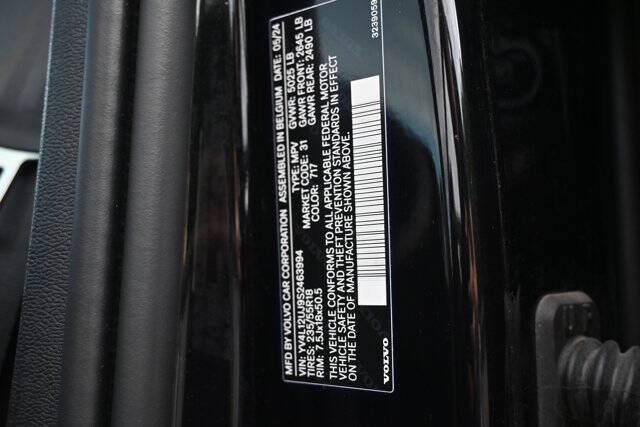 MFD BY VOLVO CAR CORPORATION ASSEMBLED IN BELGIUM DATE: 05/24
GVWR: 5025 LB
GAWR FRONT: 2645 LB
GAWR REAR: 2490 LB
VIN: YV4L12UJ9S2463994 TYPE: MPV
TIRES: 235/55R18 MARKET CODE: 31
RIM: 7.5Jx18x50.5 COLOR: 717
THIS VEHICLE CONFORMS TO ALL APPLICABLE FEDERAL MOTOR
VEHICLE SAFETY AND THEFT PREVENTION STANDARDS IN EFFECT
ON THE DATE OF MANUFACTURE SHOWN ABOVE.
VOLVO